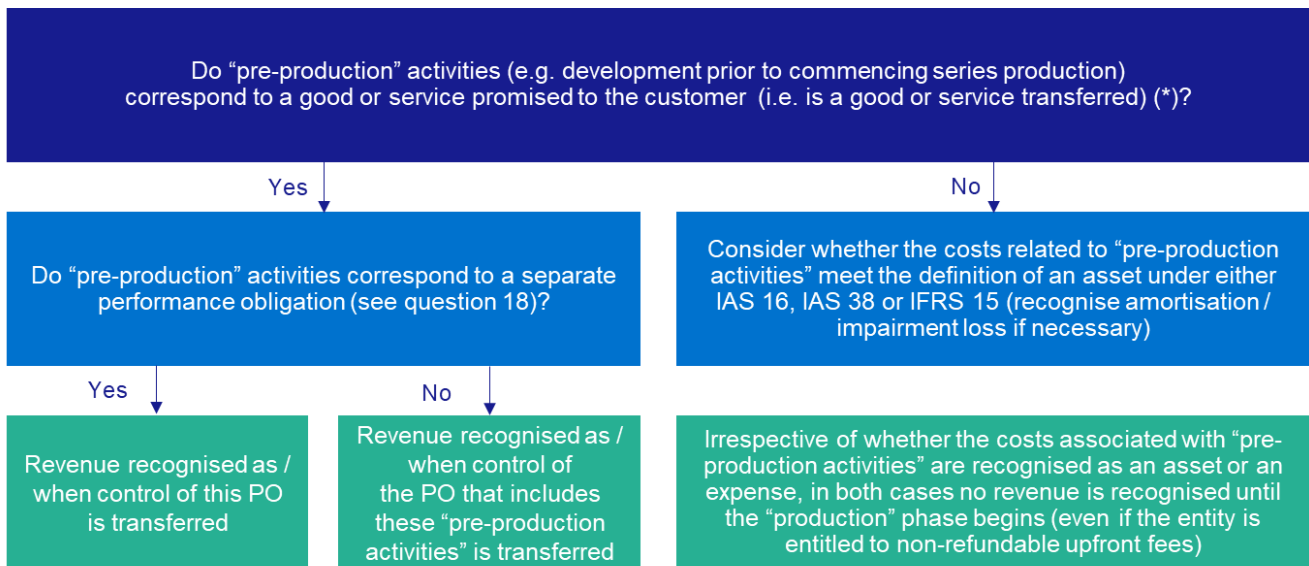 Do “pre-production” activities (e.g. development prior to commencing series production)
correspond to a good or service promised to the customer (i.e. is a good or service transferred) (*)?
Yes
No
Do “pre-production” activities correspond to a separate
performance obligation (see question 18)?
Consider whether the costs related to “pre-production
activities” meet the definition of an asset under either
IAS 16, IAS 38 or IFRS 15 (recognise amortisation /
impairment loss if necessary)
Yes
No
Revenue recognised as /
when control of this PO
is transferred
Revenue recognised as /
when control of
the PO that includes
these “pre-production
activities” is transferred
Irrespective of whether the costs associated with “pre-
production activities” are recognised as an asset or an
expense, in both cases no revenue is recognised until
the “production” phase begins (even if the entity is
entitled to non-refundable upfront fees)